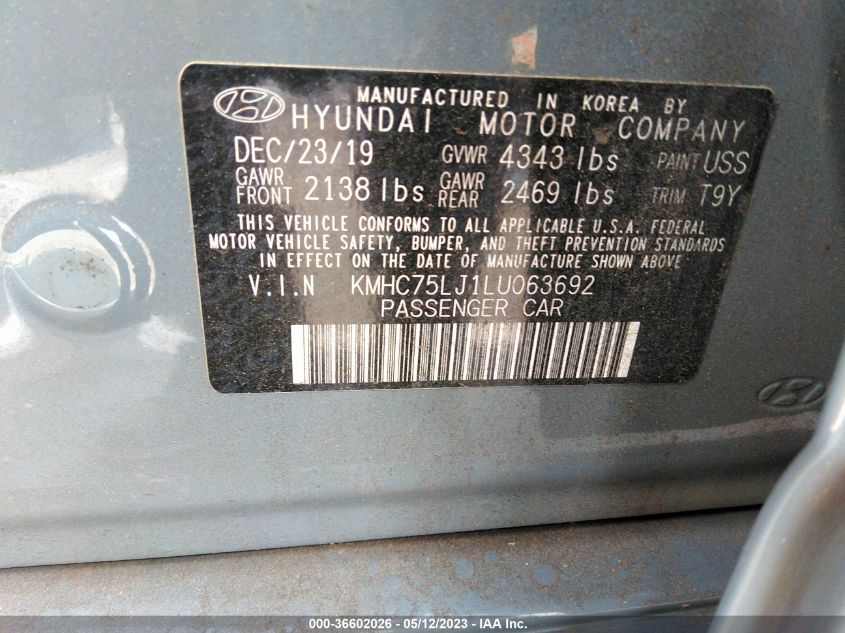 MANUFACTURED IN KOREA BY
HYUNDAI MOTOR COMPANY
DEC/23/19 GVWR 4343 lbs PAINT USS
GAWR FRONT 2138 lbs GAWR REAR 2469 lbs TRIM T9Y
THIS VEHICLE CONFORMS TO ALL APPLICABLE U.S.A. FEDERAL
MOTOR VEHICLE SAFETY, BUMPER, AND THEFT PREVENTION STANDARDS
IN EFFECT ON THE DATE OF MANUFACTURE SHOWN ABOVE
V.I.N KMHC75LJ1LU063692
PASSENGER CAR
000-36602026 - 05/12/2023 - IAA Inc.